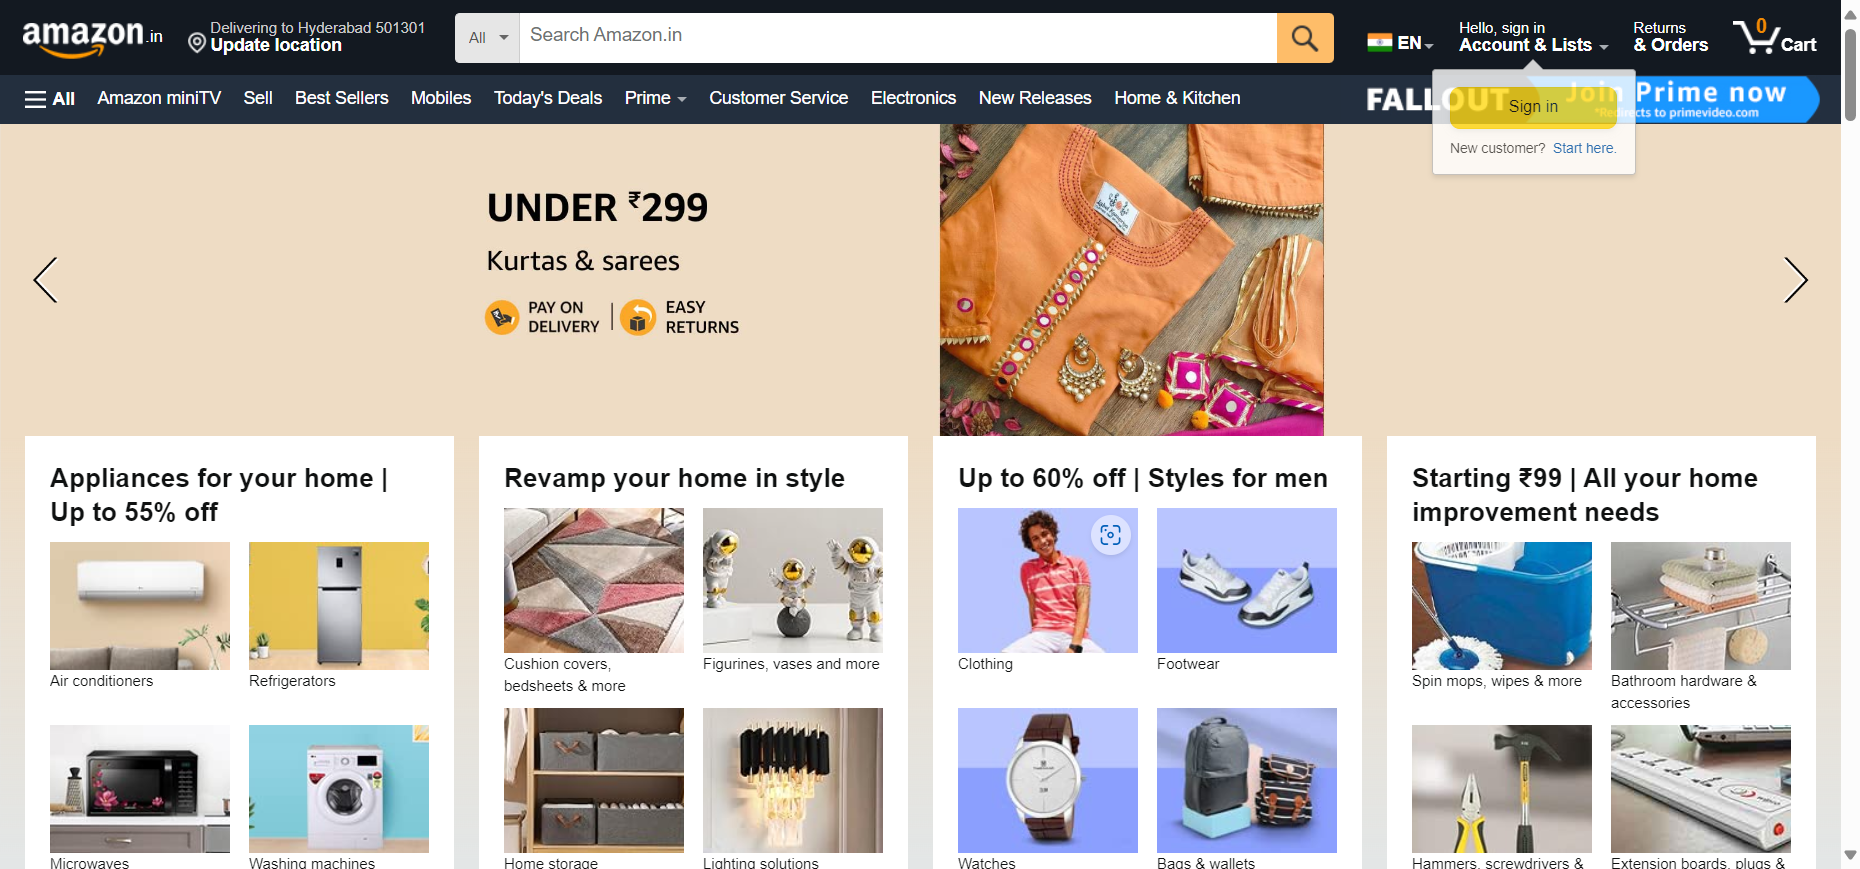 amazon.in
Delivering to Hyderabad 501301
Update location
All
Search Amazon.in
EN
Hello, sign in
Account & Lists
Returns
& Orders
0
Cart
All
Amazon miniTV
Sell
Best Sellers
Mobiles
Today's Deals
Prime
Customer Service
Electronics
New Releases
Home & Kitchen
FALLOUT
Join Prime now
*Redirects to primevideo.com
Sign in
New customer? Start here.
UNDER ₹299
Kurtas & sarees
PAY ON
DELIVERY
EASY
RETURNS
Appliances for your home |
Up to 55% off
Air conditioners
Refrigerators
Microwaves
Washing machines
Revamp your home in style
Cushion covers,
bedsheets & more
Figurines, vases and more
Home storage
Lighting solutions
Up to 60% off | Styles for men
Clothing
Footwear
Watches
Bags & wallets
Starting ₹99 | All your home
improvement needs
Spin mops, wipes & more
Bathroom hardware &
accessories
Hammers, screwdrivers &
Extension boards, plugs &